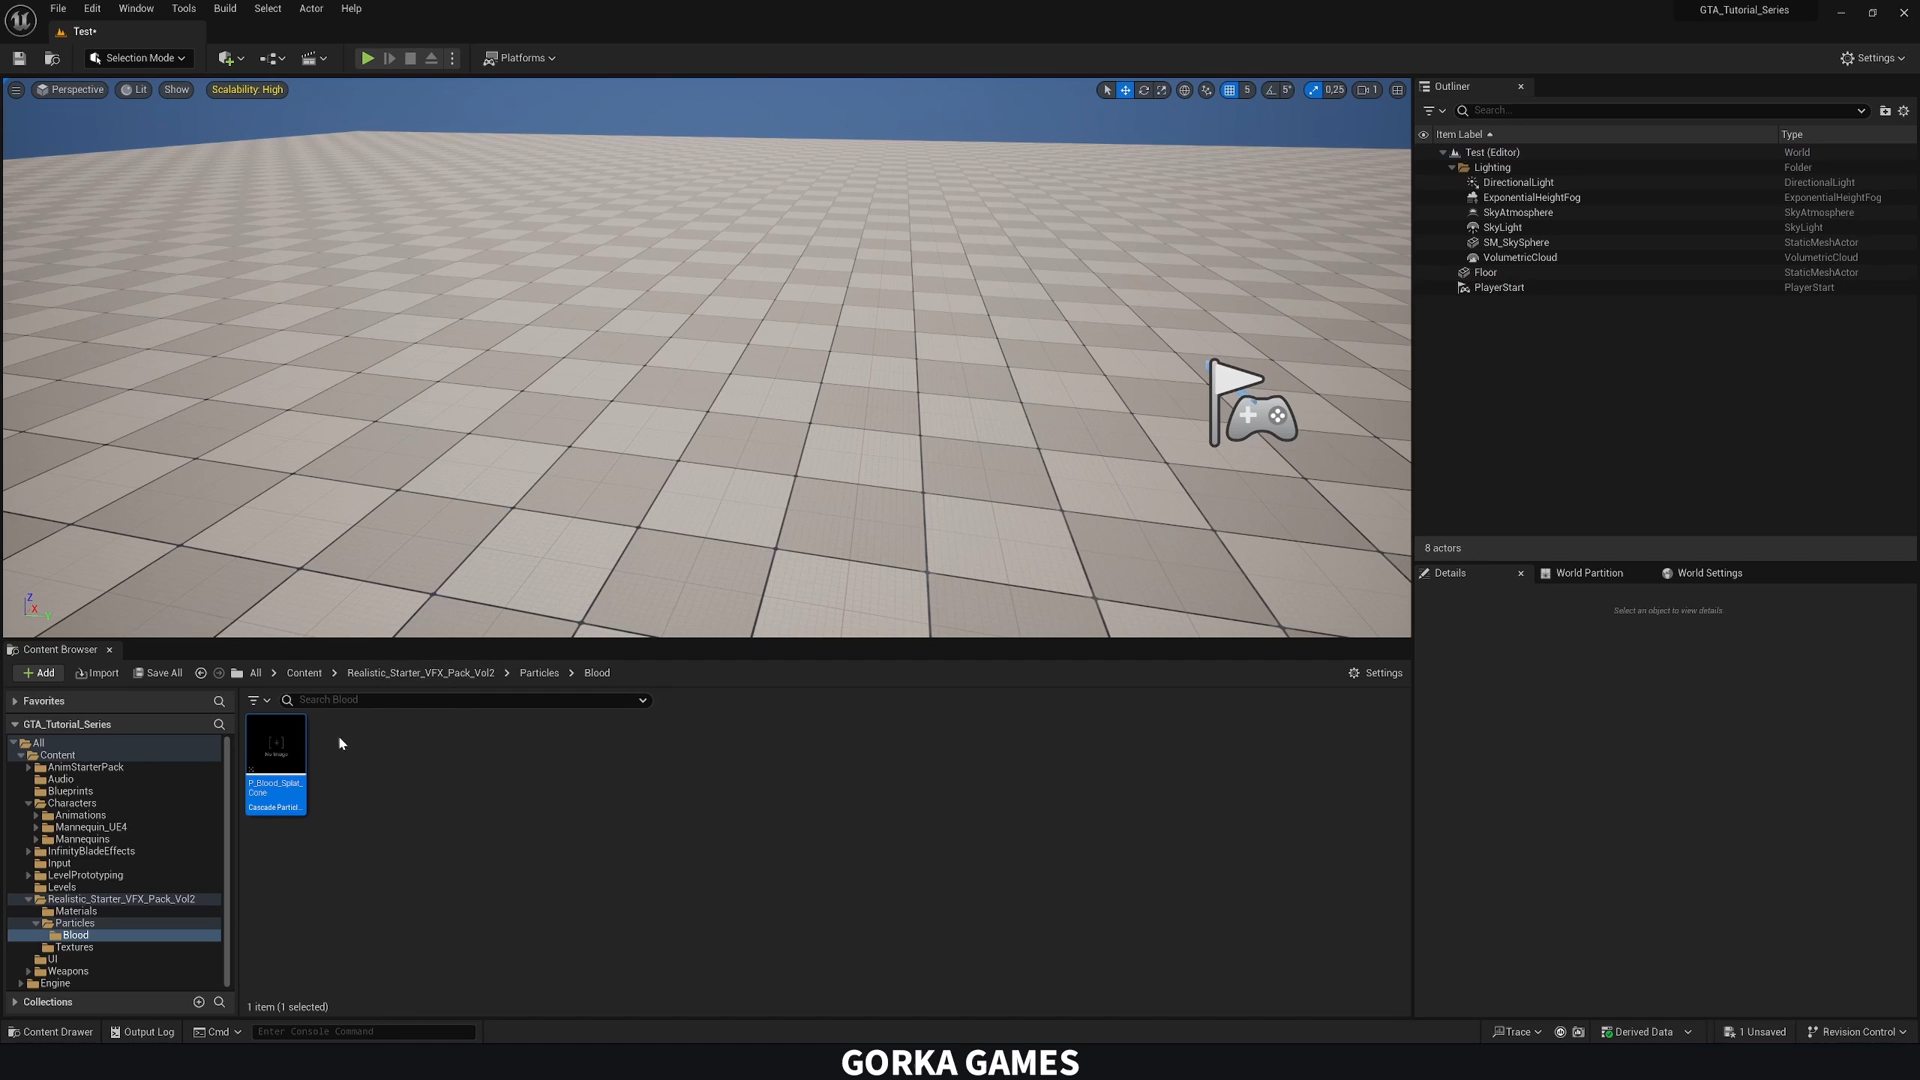 File Edit Window Tools Build Select Actor Help
GTA_Tutorial_Series
Test•
Selection Mode
Platforms
Settings
Perspective Lit Show Scalability: High
5 5° 0,25 1
Outliner
Search...
Item Label Type
Test (Editor) World
Lighting Folder
DirectionalLight DirectionalLight
ExponentialHeightFog ExponentialHeightFog
SkyAtmosphere SkyAtmosphere
SkyLight SkyLight
SM_SkySphere StaticMeshActor
VolumetricCloud VolumetricCloud
Floor StaticMeshActor
PlayerStart PlayerStart
8 actors
Details World Partition World Settings
Select an object to view details.
Z
X
Y
Content Browser
Add Import Save All All > Content > Realistic_Starter_VFX_Pack_Vol2 > Particles > Blood Settings
Favorites
Search Blood
GTA_Tutorial_Series
All
Content
AnimStarterPack
Audio
Blueprints
Characters
Animations
Mannequin_UE4
Mannequins
InfinityBladeEffects
Input
LevelPrototyping
Levels
Realistic_Starter_VFX_Pack_Vol2
Materials
Particles
Blood
Textures
UI
Weapons
Engine
Collections
No Image
P_Blood_Splat_
Cone
Cascade Particl...
1 item (1 selected)
Content Drawer Output Log Cmd Enter Console Command Trace Derived Data 1 Unsaved Revision Control
GORKA GAMES